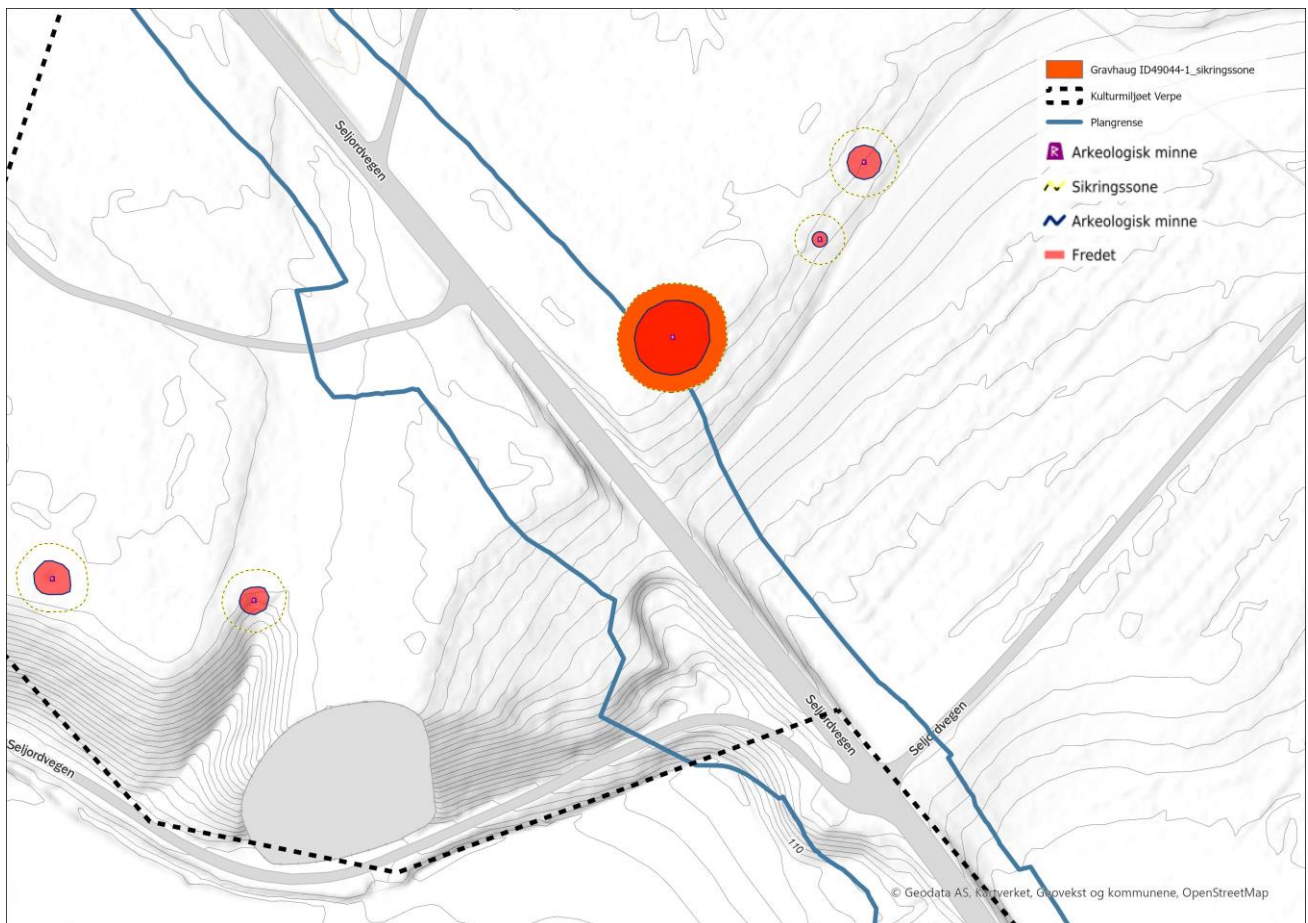 Gravhaug ID49044-1_sikringssone
Kulturmiljøet Verpe
Plangrense
R Arkeologisk minne
Sikringssone
Arkeologisk minne
Fredet
Seljordvegen
Seljordvegen
Seljordvegen
Seljordvegen
110
© Geodata AS, Kartverket, Geovekst og kommunene, OpenStreetMap